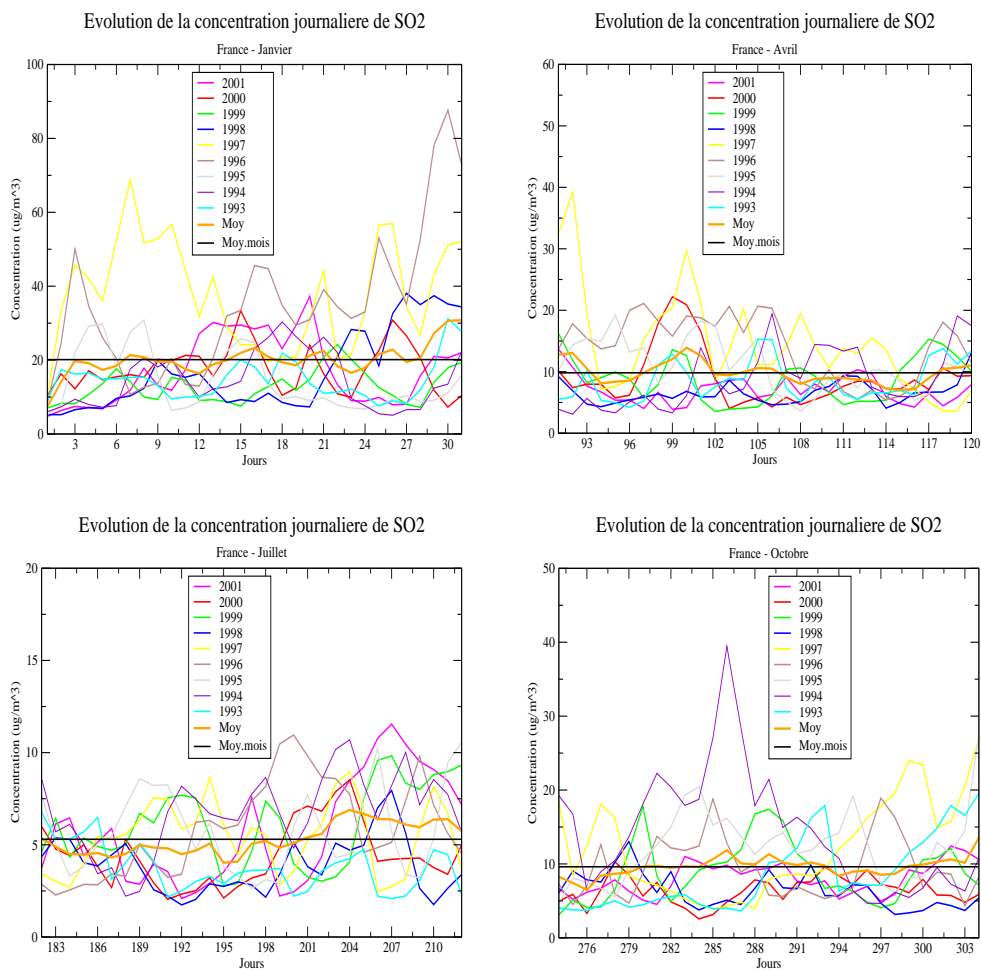 Evolution de la concentration journaliere de SO2
France - Janvier
Concentration (ug/m^3)
100
80
60
40
20
0
2001
2000
1999
1998
1997
1996
1995
1994
1993
Moy
Moy.mois
3 6 9 12 15 18 21 24 27 30
Jours
Evolution de la concentration journaliere de SO2
France - Avril
Concentration (ug/m^3)
60
50
40
30
20
10
0
2001
2000
1999
1998
1997
1996
1995
1994
1993
Moy
Moy.mois
93 96 99 102 105 108 111 114 117 120
Jours
Evolution de la concentration journaliere de SO2
France - Juillet
Concentration (ug/m^3)
20
15
10
5
0
2001
2000
1999
1998
1997
1996
1995
1994
1993
Moy
Moy.mois
183 186 189 192 195 198 201 204 207 210
Jours
Evolution de la concentration journaliere de SO2
France - Octobre
Concentration (ug/m^3)
50
40
30
20
10
0
2001
2000
1999
1998
1997
1996
1995
1994
1993
Moy
Moy.mois
276 279 282 285 288 291 294 297 300 303
Jours